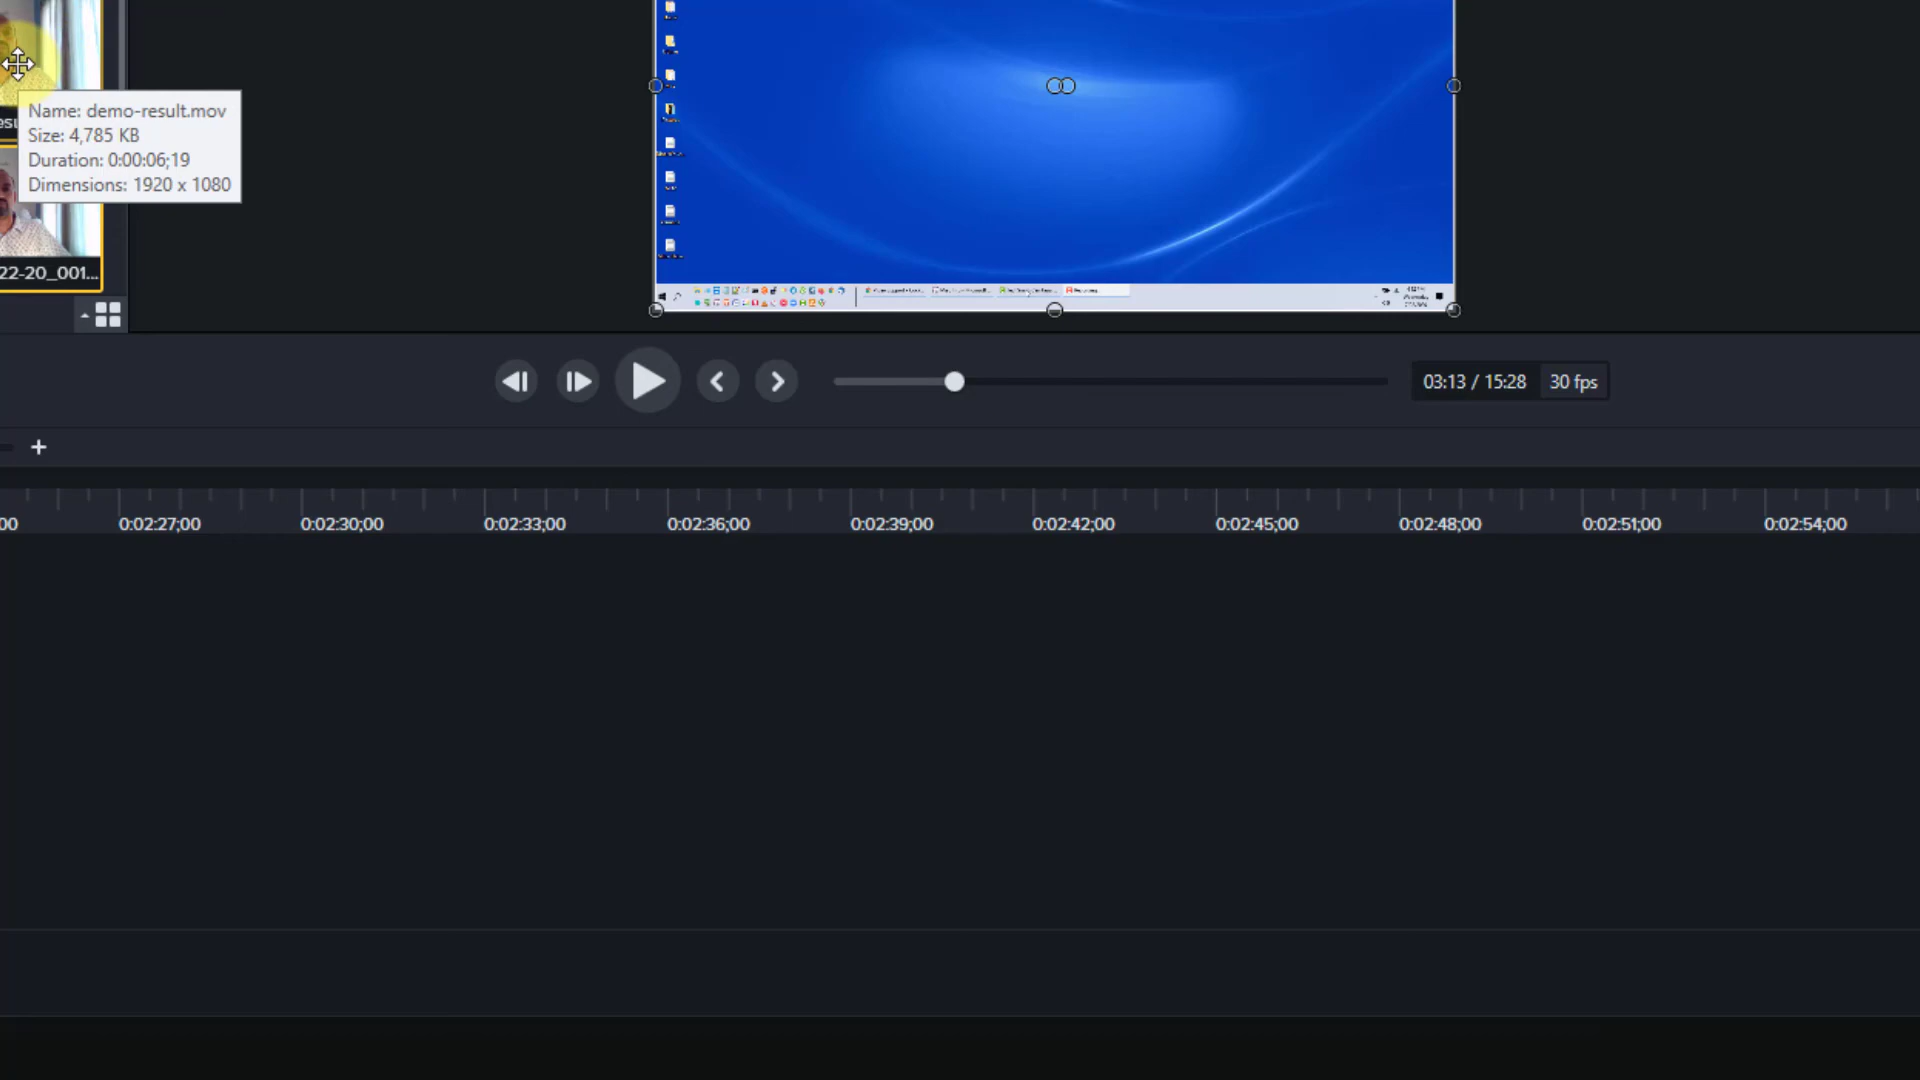 Name: demo-result.mov
Size: 4,785 KB
Duration: 0:00:06;19
Dimensions: 1920 x 1080
22-20_001...
03:13 / 15:28
30 fps
00
0:02:27;00
0:02:30;00
0:02:33;00
0:02:36;00
0:02:39;00
0:02:42;00
0:02:45;00
0:02:48;00
0:02:51;00
0:02:54;00